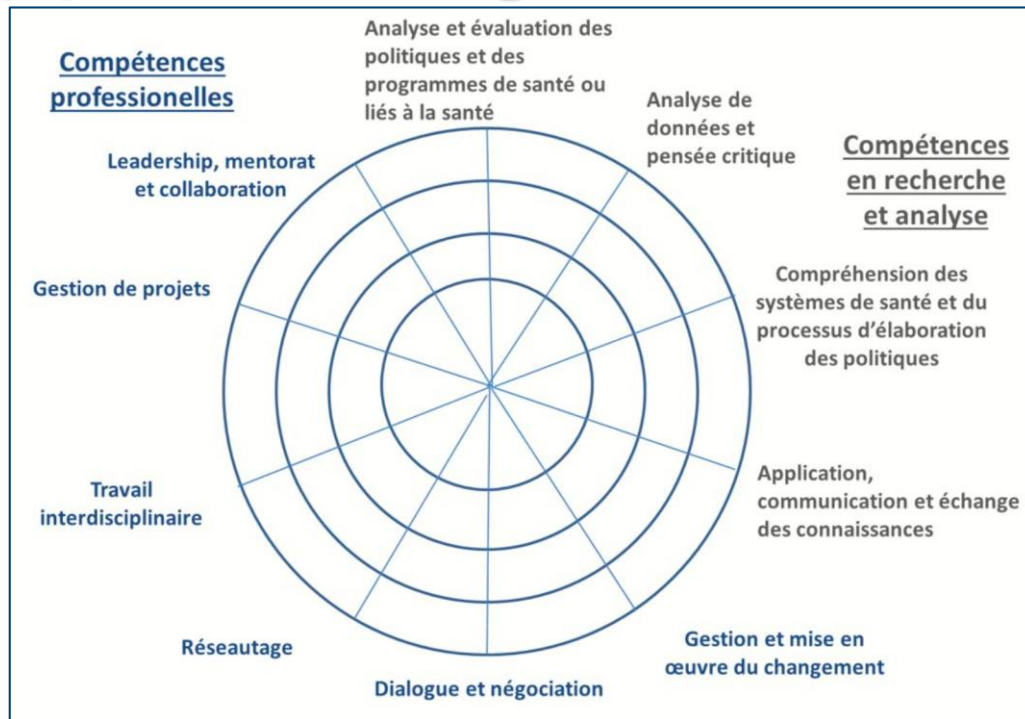 Compétences
professionelles
Analyse et évaluation des
politiques et des
programmes de santé ou
liés à la santé
Analyse de
données et
pensée critique
Compétences
en recherche
et analyse
Leadership, mentorat
et collaboration
Gestion de projets
Compréhension des
systèmes de santé et du
processus d'élaboration
des politiques
Travail
interdisciplinaire
Application,
communication et échange
des connaissances
Réseautage
Dialogue et négociation
Gestion et mise en
œuvre du changement